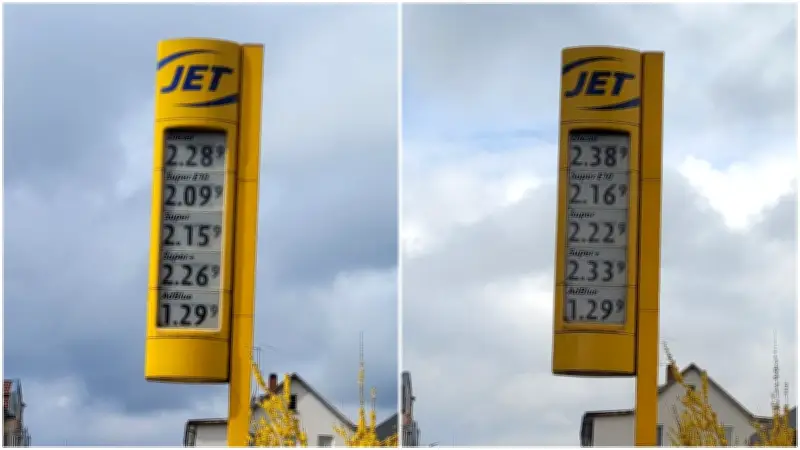 JET
Diesel
2.28⁹
Super E10
2.09⁹
Super
2.15⁹
Super+
2.26⁹
AdBlue
1.29⁹
JET
Diesel
2.38⁹
Super E10
2.16⁹
Super
2.22⁹
Super+
2.33⁹
AdBlue
1.29⁹